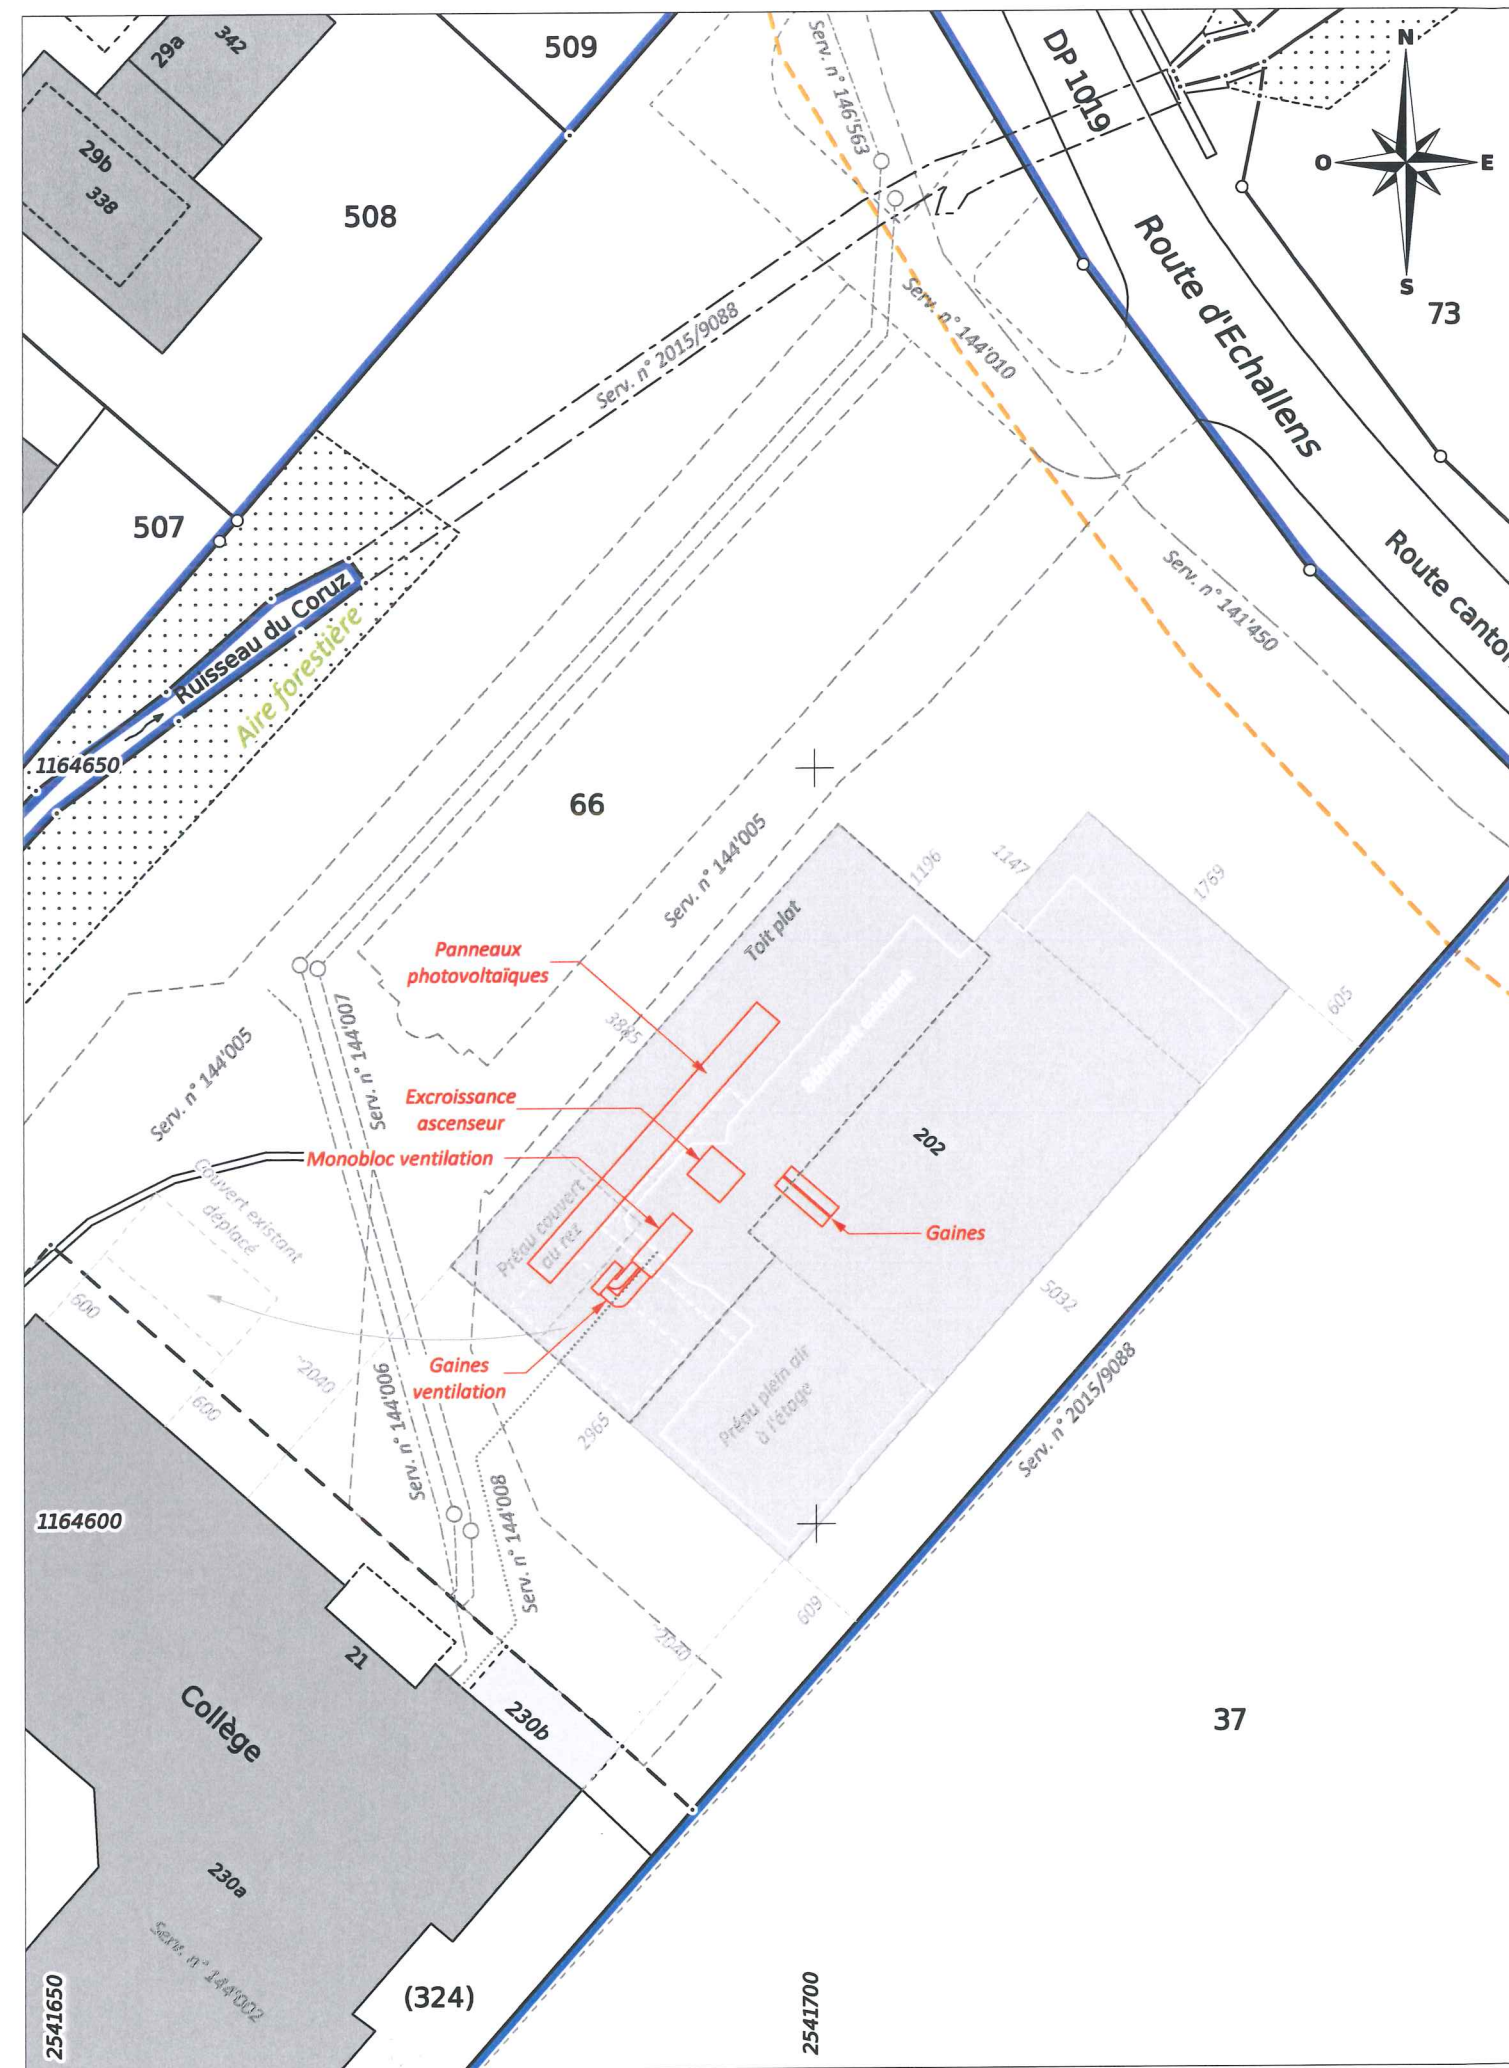 509
Serv. n° 146'563
DP 1019
N
29a
342
O
E
29b
338
508
S
73
Route d'Echallens
Serv. n° 2015/9088
Serv. n° 144'010
507
Route canto
Serv. n° 141'450
Ruisseau du Coruz
Aire forestière
1164650
66
Serv. n° 144'005
1196
1147
1769
Toit plat
Panneaux
photovoltaïques
Bâtiment existant
605
Serv. n° 144'007
3885
Serv. n° 144'005
Excroissance
ascenseur
202
Monobloc ventilation
Couvert existant
déplacé
Préau couvert
au rez
Gaines
600
5032
~2040
Gaines
ventilation
Serv. n° 144'006
600
2965
Préau plein air
à l'étage
Serv. n° 2015/9088
1164600
Serv. n° 144'008
609
~2040
21
Collège
230b
37
230a
Serv. n° 144'002
(324)
2541650
2541700